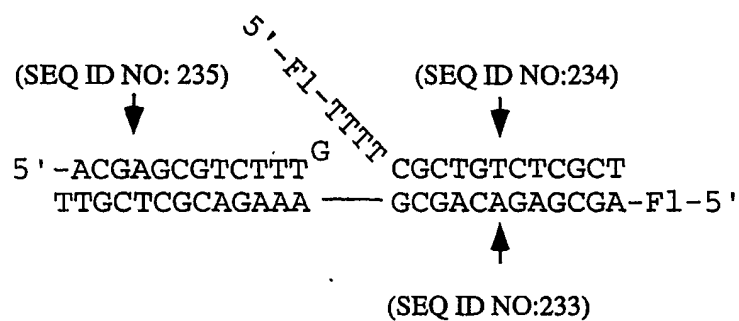 5'-Fl-TTTT
(SEQ ID NO: 235)
(SEQ ID NO:234)
5'-ACGAGCGTCTTTG
CGCTGTCTCGCT
TTGCTCGCAGAAA
GCGACAGAGCGA-Fl-5'
(SEQ ID NO:233)